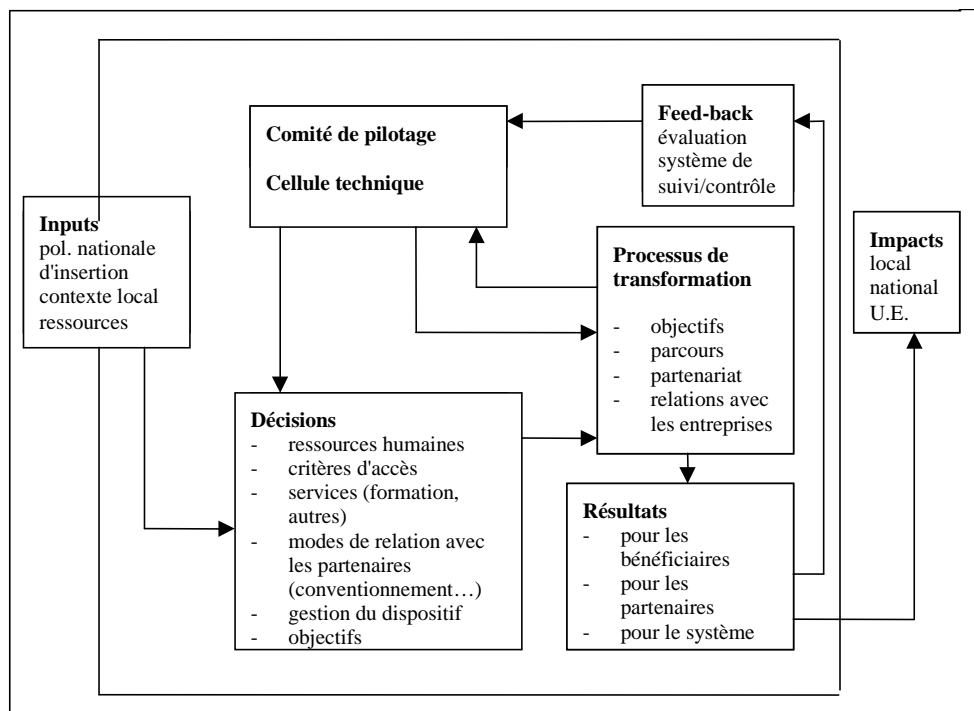 Comité de pilotage
Cellule technique
Feed-back
évaluation
système de
suivi/contrôle
Inputs
pol. nationale
d'insertion
contexte local
ressources
Processus de
transformation
- objectifs
- parcours
- partenariat
- relations avec
les entreprises
Impacts
local
national
U.E.
Décisions
- ressources humaines
- critères d'accès
- services (formation,
autres)
- modes de relation avec
les partenaires
(conventionnement…)
- gestion du dispositif
- objectifs
Résultats
- pour les
bénéficiaires
- pour les
partenaires
- pour le système